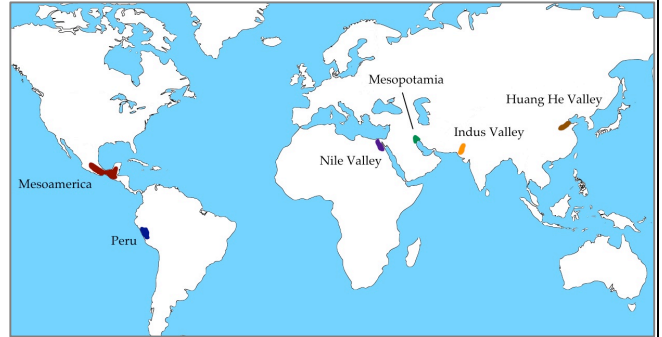 Mesopotamia
Huang He Valley
Indus Valley
Nile Valley
Mesoamerica
Peru